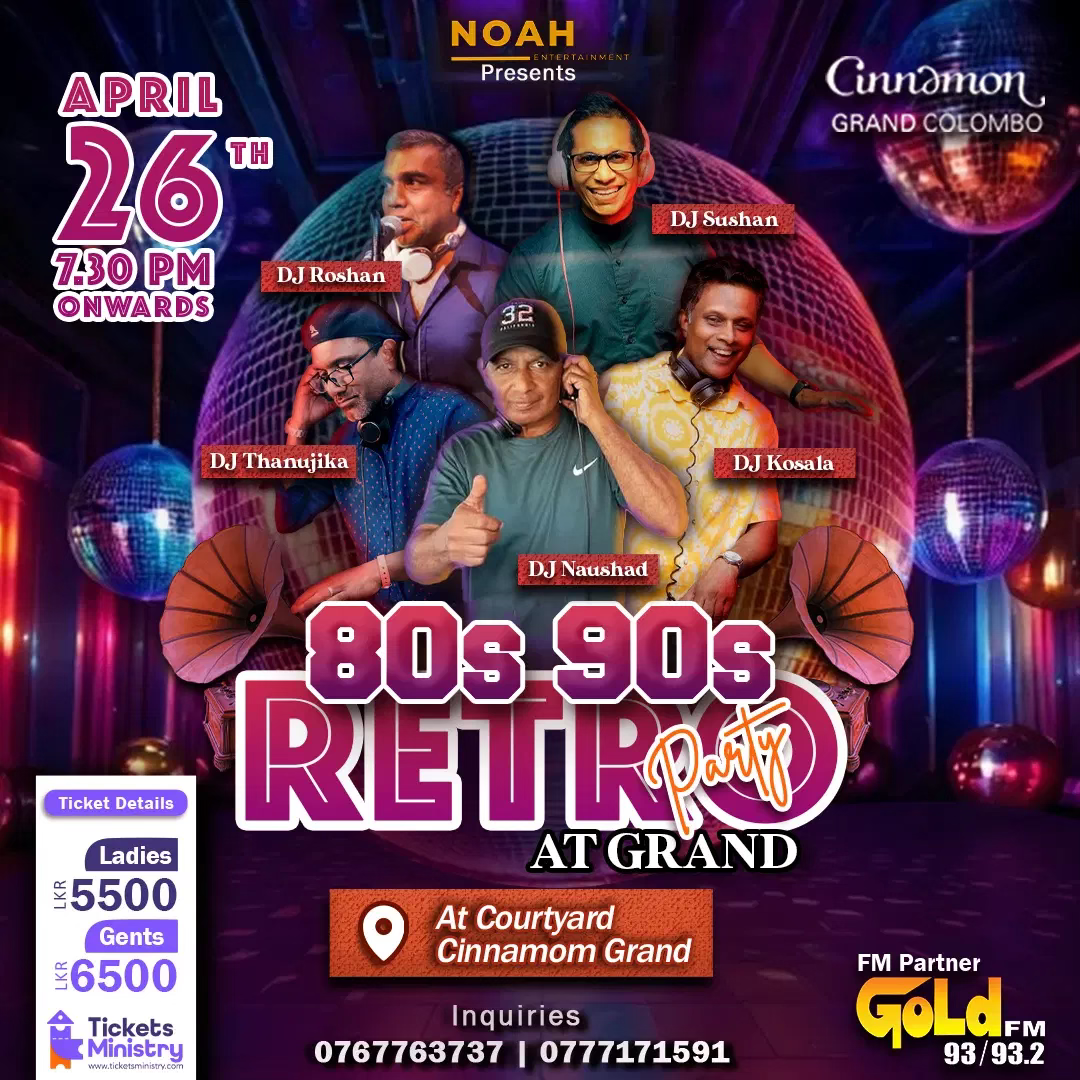 NOAH
ENTERTAINMENT
Presents
APRIL
26TH
7.30 PM
ONWARDS
Cinnamon
GRAND COLOMBO
DJ Sushan
DJ Roshan
32
CALIFORNIA
DJ Thanujika
DJ Kosala
DJ Naushad
80s 90s
RETRO
Party
AT GRAND
Ticket Details
Ladies
LKR 5500
Gents
LKR 6500
Tickets
Ministry
www.ticketsministry.com
At Courtyard
Cinnamom Grand
Inquiries
0767763737 | 0777171591
FM Partner
GoLd FM
93/93.2